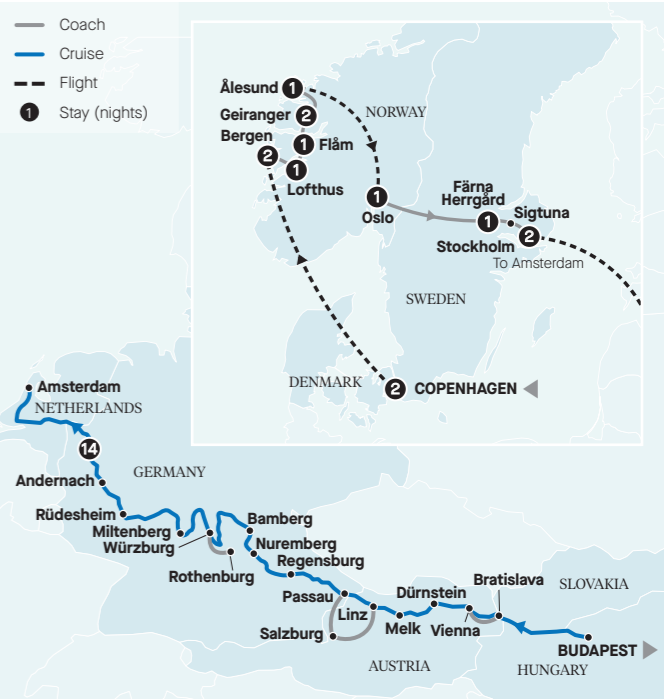 Coach
Cruise
Flight
1 Stay (nights)
Ålesund
1
Geiranger
2
NORWAY
Bergen
2
1
Flåm
1
Lofthus
1
Oslo
Färna
Herrgård
1
Sigtuna
Stockholm
2
To Amsterdam
SWEDEN
DENMARK
2
COPENHAGEN
Amsterdam
NETHERLANDS
14
GERMANY
Andernach
Rüdesheim
Miltenberg
Würzburg
Bamberg
Nuremberg
Rothenburg
Regensburg
Passau
Linz
Salzburg
Melk
Dürnstein
Vienna
Bratislava
SLOVAKIA
BUDAPEST
HUNGARY
AUSTRIA